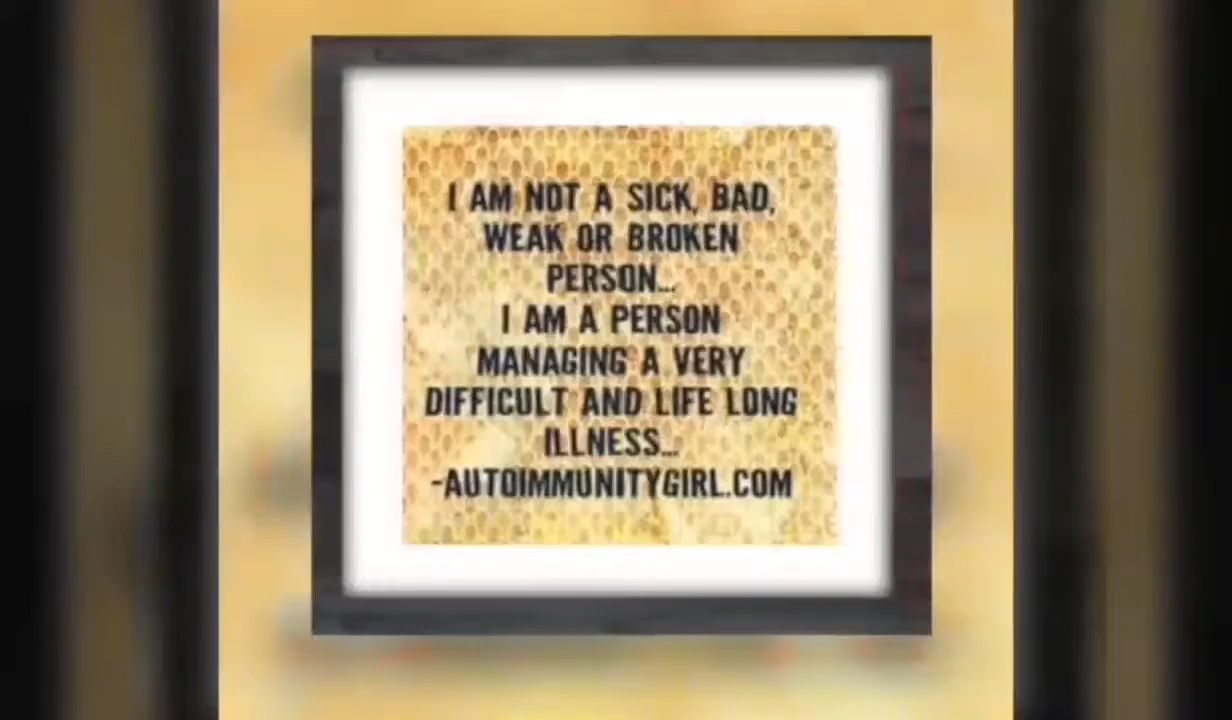 I AM NOT A SICK, BAD,
WEAK OR BROKEN
PERSON...
I AM A PERSON
MANAGING A VERY
DIFFICULT AND LIFE LONG
ILLNESS...
-AUTOIMMUNITYGIRL.COM